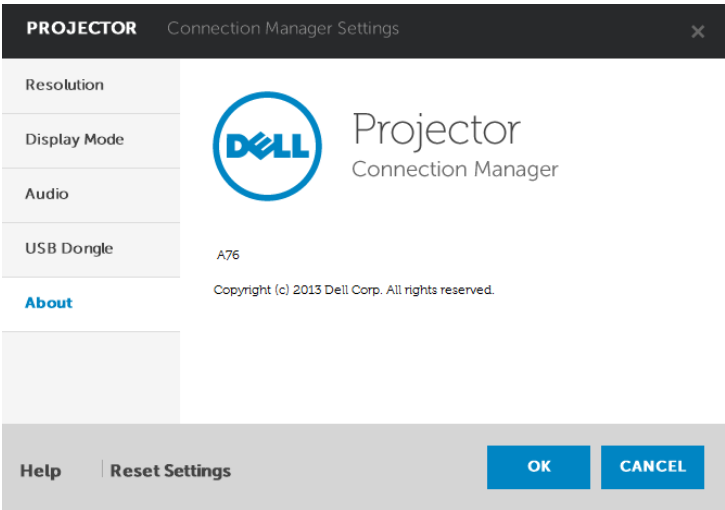 PROJECTOR Connection Manager Settings ×
Resolution
Display Mode
Audio
USB Dongle
About
DELL
Projector
Connection Manager
A76
Copyright (c) 2013 Dell Corp. All rights reserved.
Help Reset Settings OK CANCEL